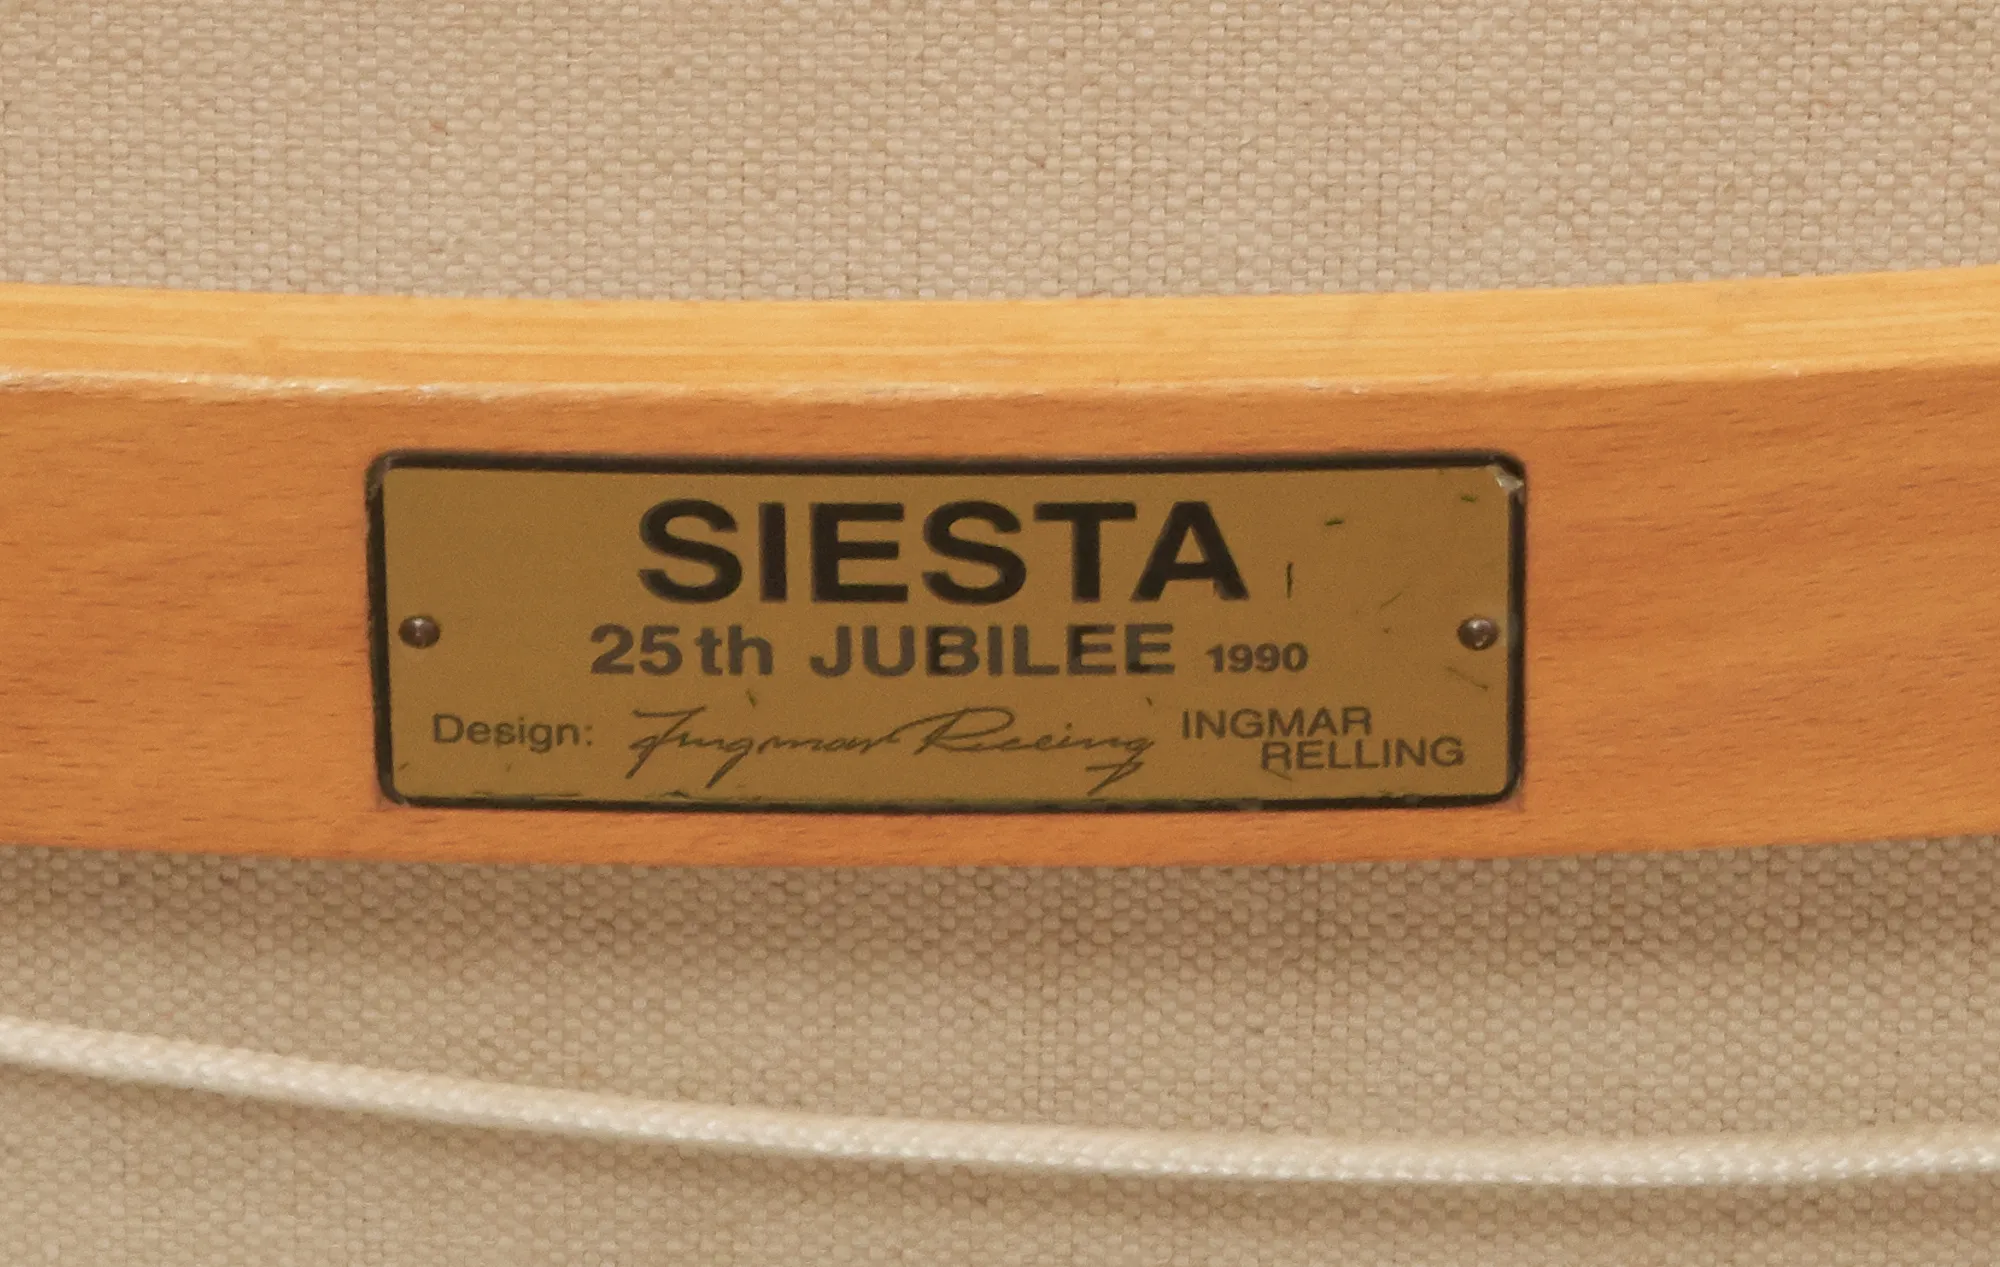 SIESTA
25th JUBILEE 1990
Design: Ingmar Relling INGMAR
RELLING